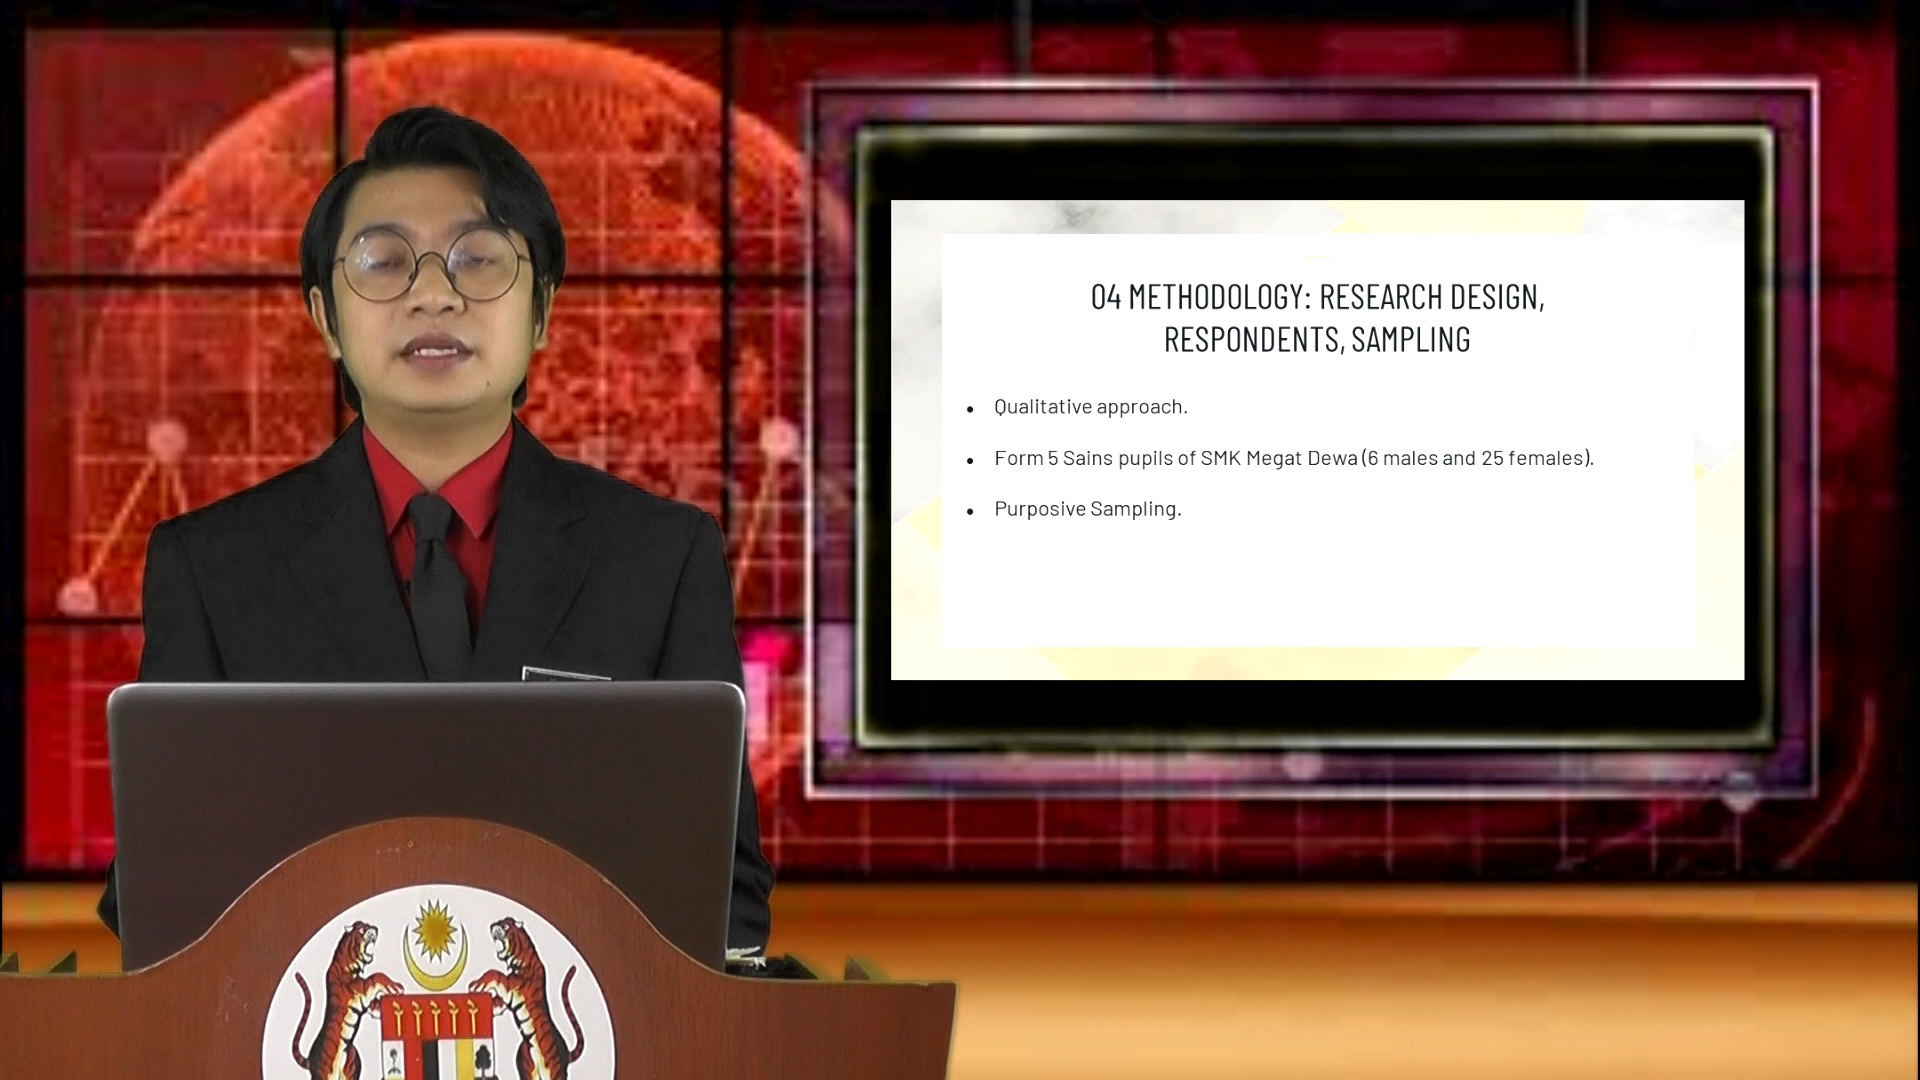 04 METHODOLOGY: RESEARCH DESIGN,
RESPONDENTS, SAMPLING
• Qualitative approach.
• Form 5 Sains pupils of SMK Megat Dewa (6 males and 25 females).
• Purposive Sampling.